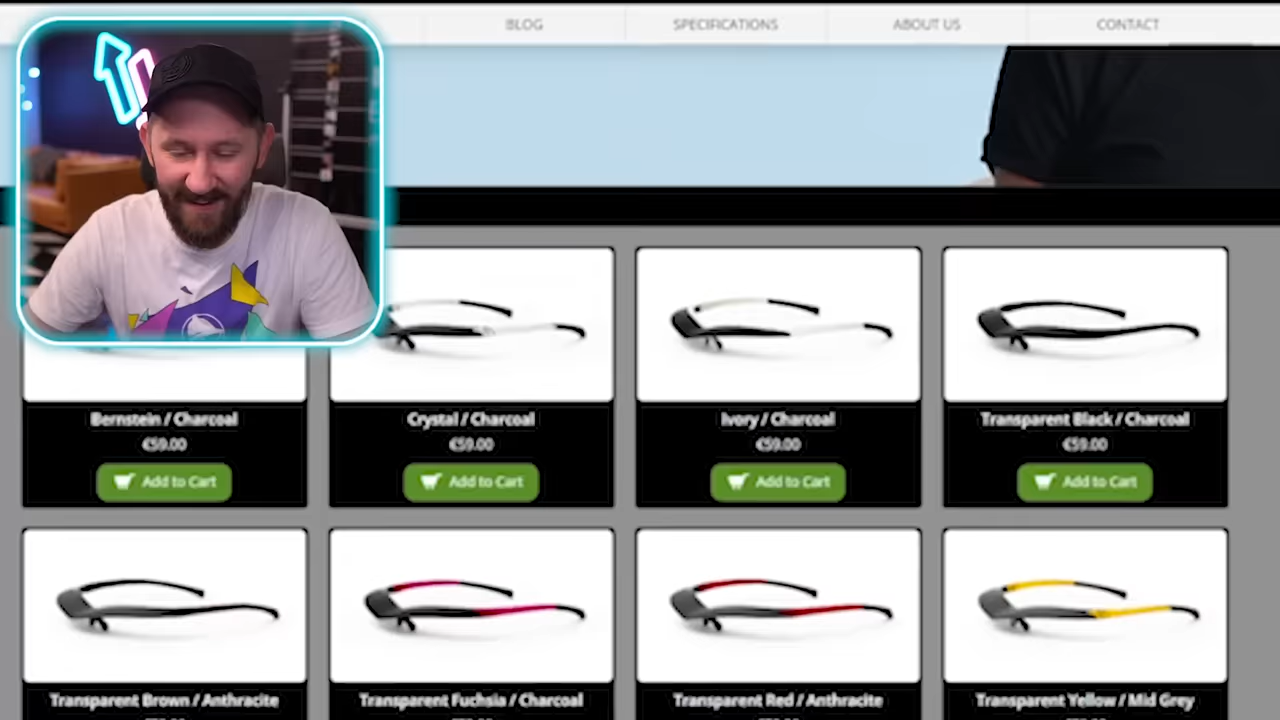 BLOG
SPECIFICATIONS
ABOUT US
CONTACT
Bernstein / Charcoal
Crystal / Charcoal
Ivory / Charcoal
Transparent Black / Charcoal
€59.00
€59.00
€59.00
€59.00
Add to Cart
Add to Cart
Add to Cart
Add to Cart
Transparent Brown / Anthracite
Transparent Fuchsia / Charcoal
Transparent Red / Anthracite
Transparent Yellow / Mid Grey